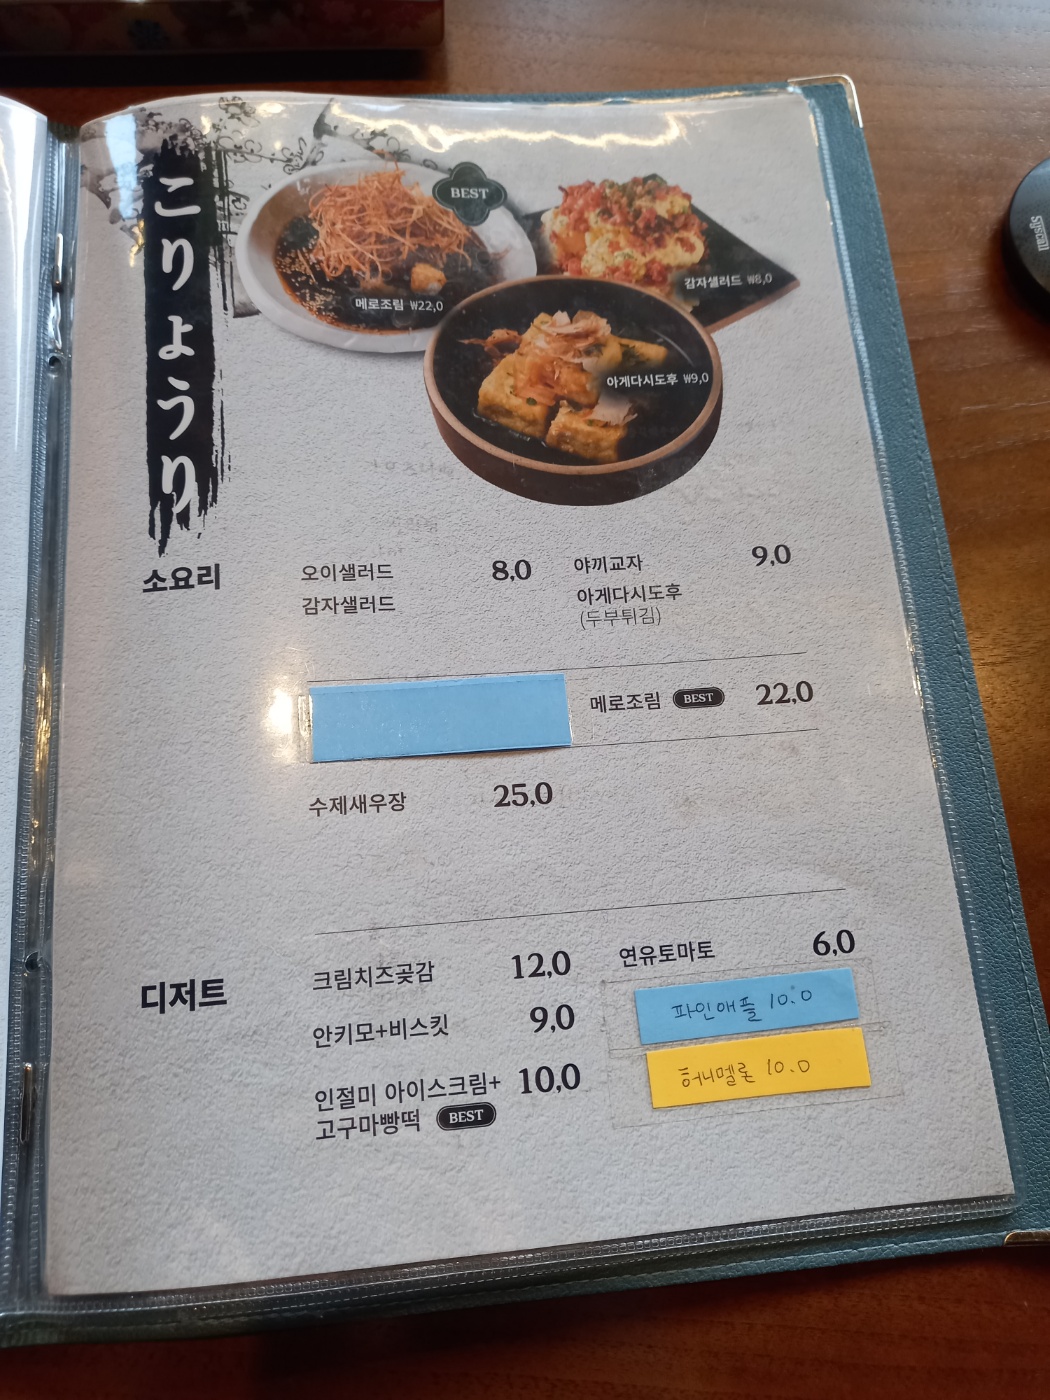 こりょうり
BEST
메로조림 ₩22,0
감자샐러드 ₩8,0
아게다시도후 ₩9,0
소요리
오이샐러드 8,0
감자샐러드
야끼교자 9,0
아게다시도후
(두부튀김)
메로조림 BEST 22,0
수제새우장 25,0
디저트
크림치즈곶감 12,0
안키모+비스킷 9,0
인절미 아이스크림+ 10,0
고구마빵떡 BEST
연유토마토 6,0
파인애플 10.0
허니멜론 10.0